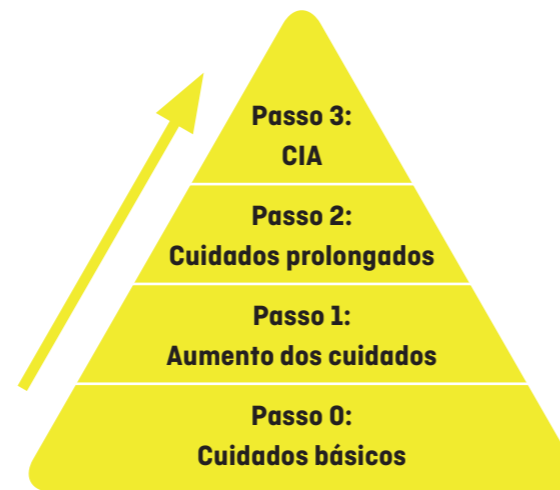 Passo 3:
CIA
Passo 2:
Cuidados prolongados
Passo 1:
Aumento dos cuidados
Passo 0:
Cuidados básicos